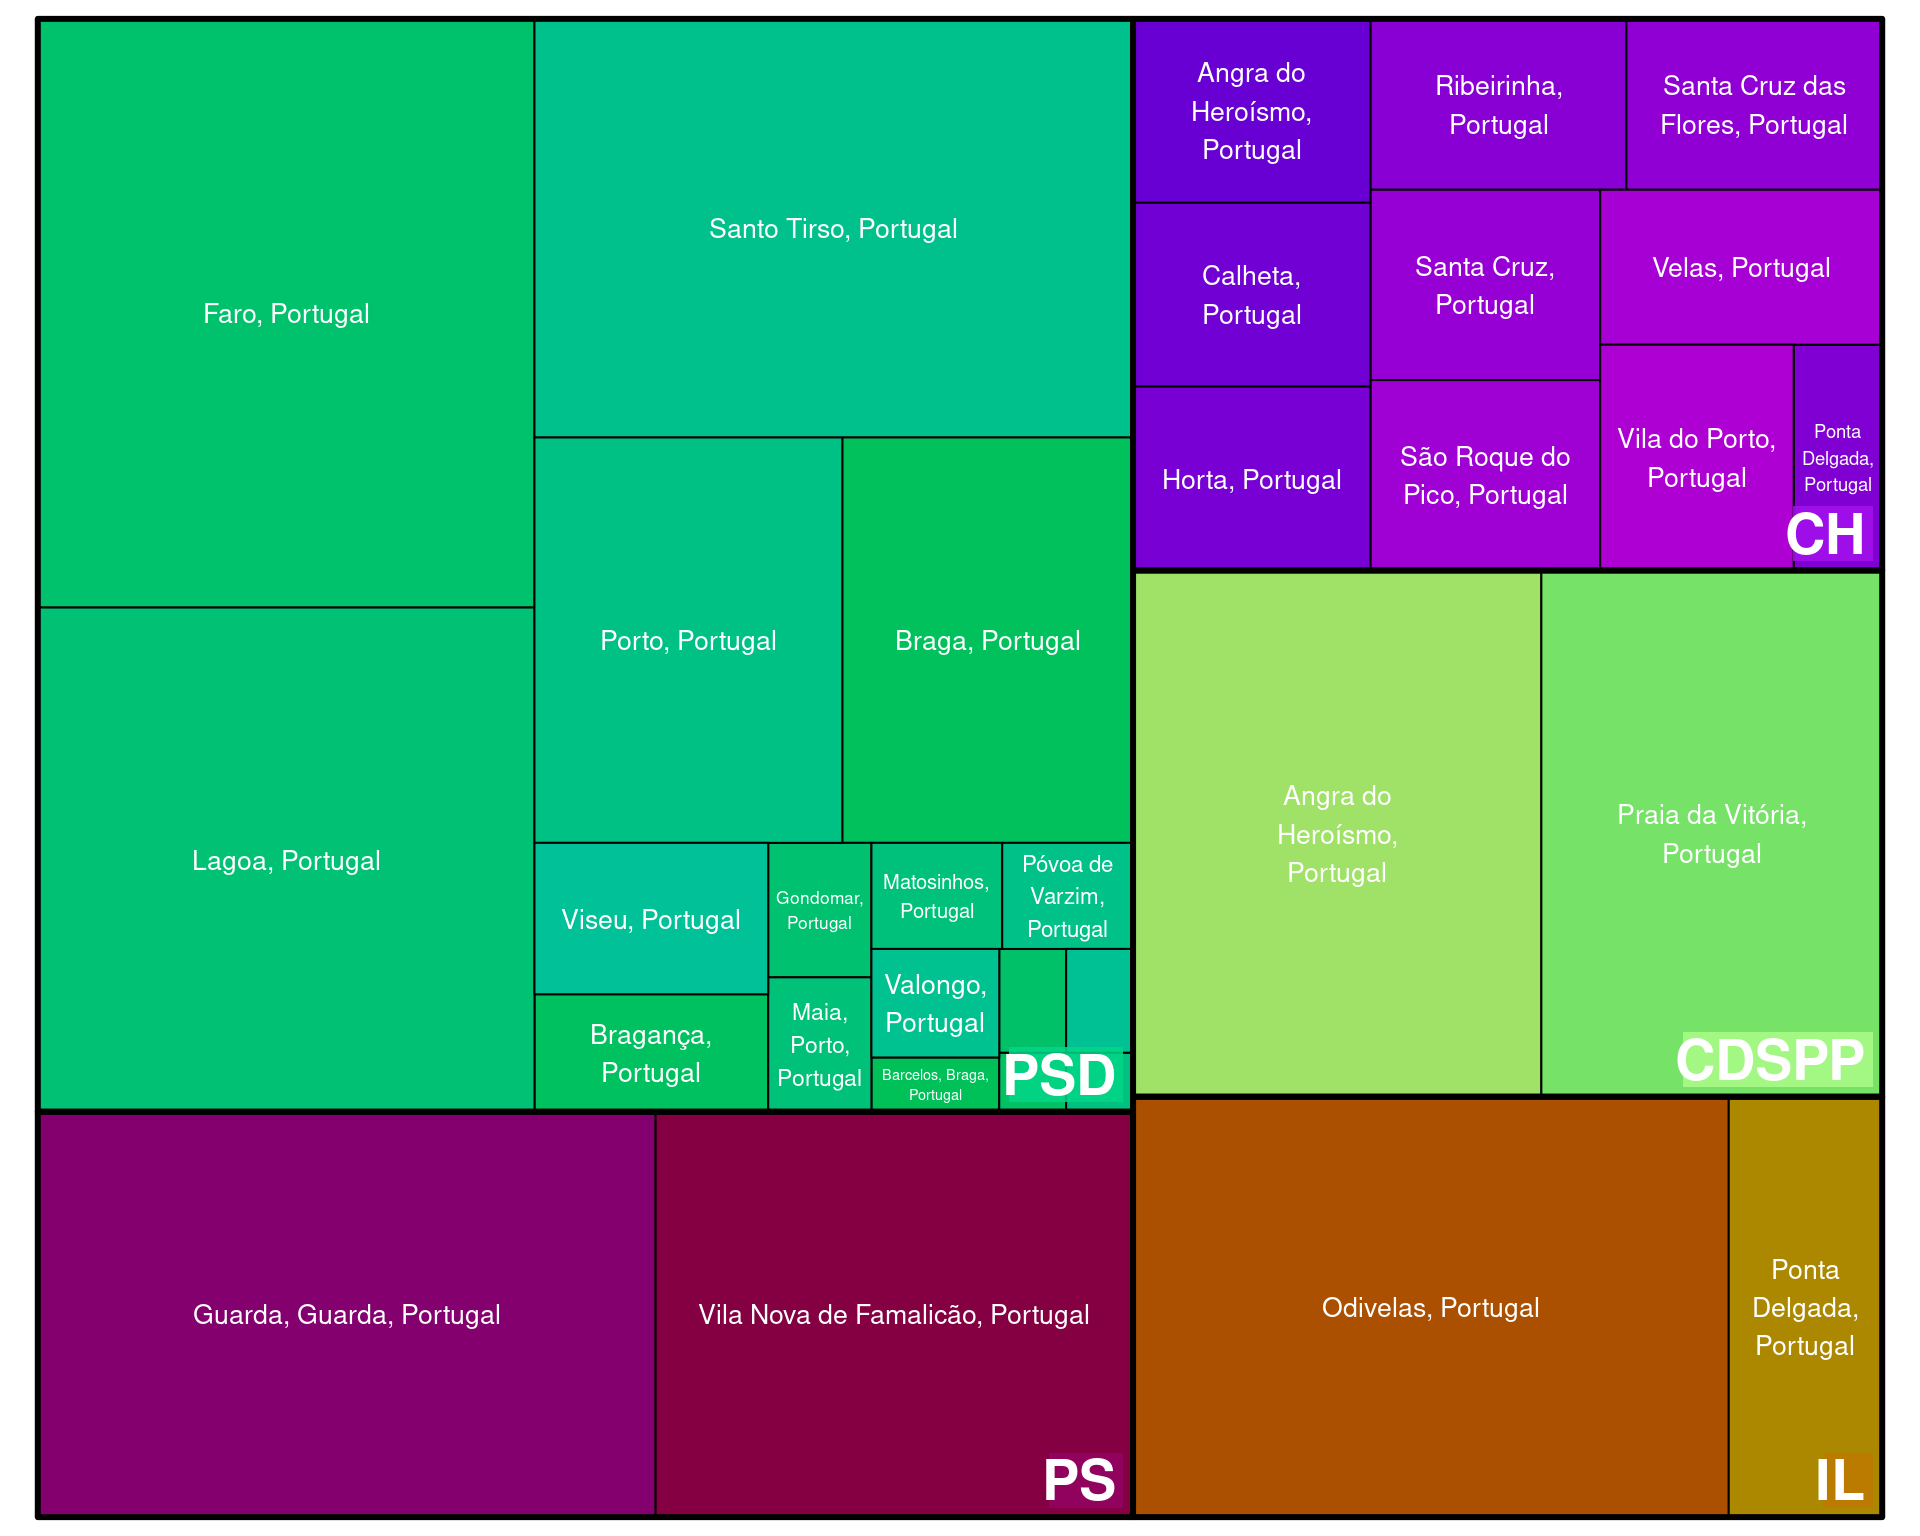 Faro, Portugal
Santo Tirso, Portugal
Lagoa, Portugal
Porto, Portugal
Braga, Portugal
Viseu, Portugal
Bragança,
Portugal
Gondomar,
Portugal
Maia,
Porto,
Portugal
Matosinhos,
Portugal
Póvoa de
Varzim,
Portugal
Valongo,
Portugal
Barcelos, Braga,
Portugal
PSD
Guarda, Guarda, Portugal
Vila Nova de Famalicão, Portugal
PS
Angra do
Heroísmo,
Portugal
Calheta,
Portugal
Horta, Portugal
Ribeirinha,
Portugal
Santa Cruz das
Flores, Portugal
Santa Cruz,
Portugal
Velas, Portugal
São Roque do
Pico, Portugal
Vila do Porto,
Portugal
Ponta
Delgada,
Portugal
CH
Angra do
Heroísmo,
Portugal
Praia da Vitória,
Portugal
CDSPP
Odivelas, Portugal
Ponta
Delgada,
Portugal
IL